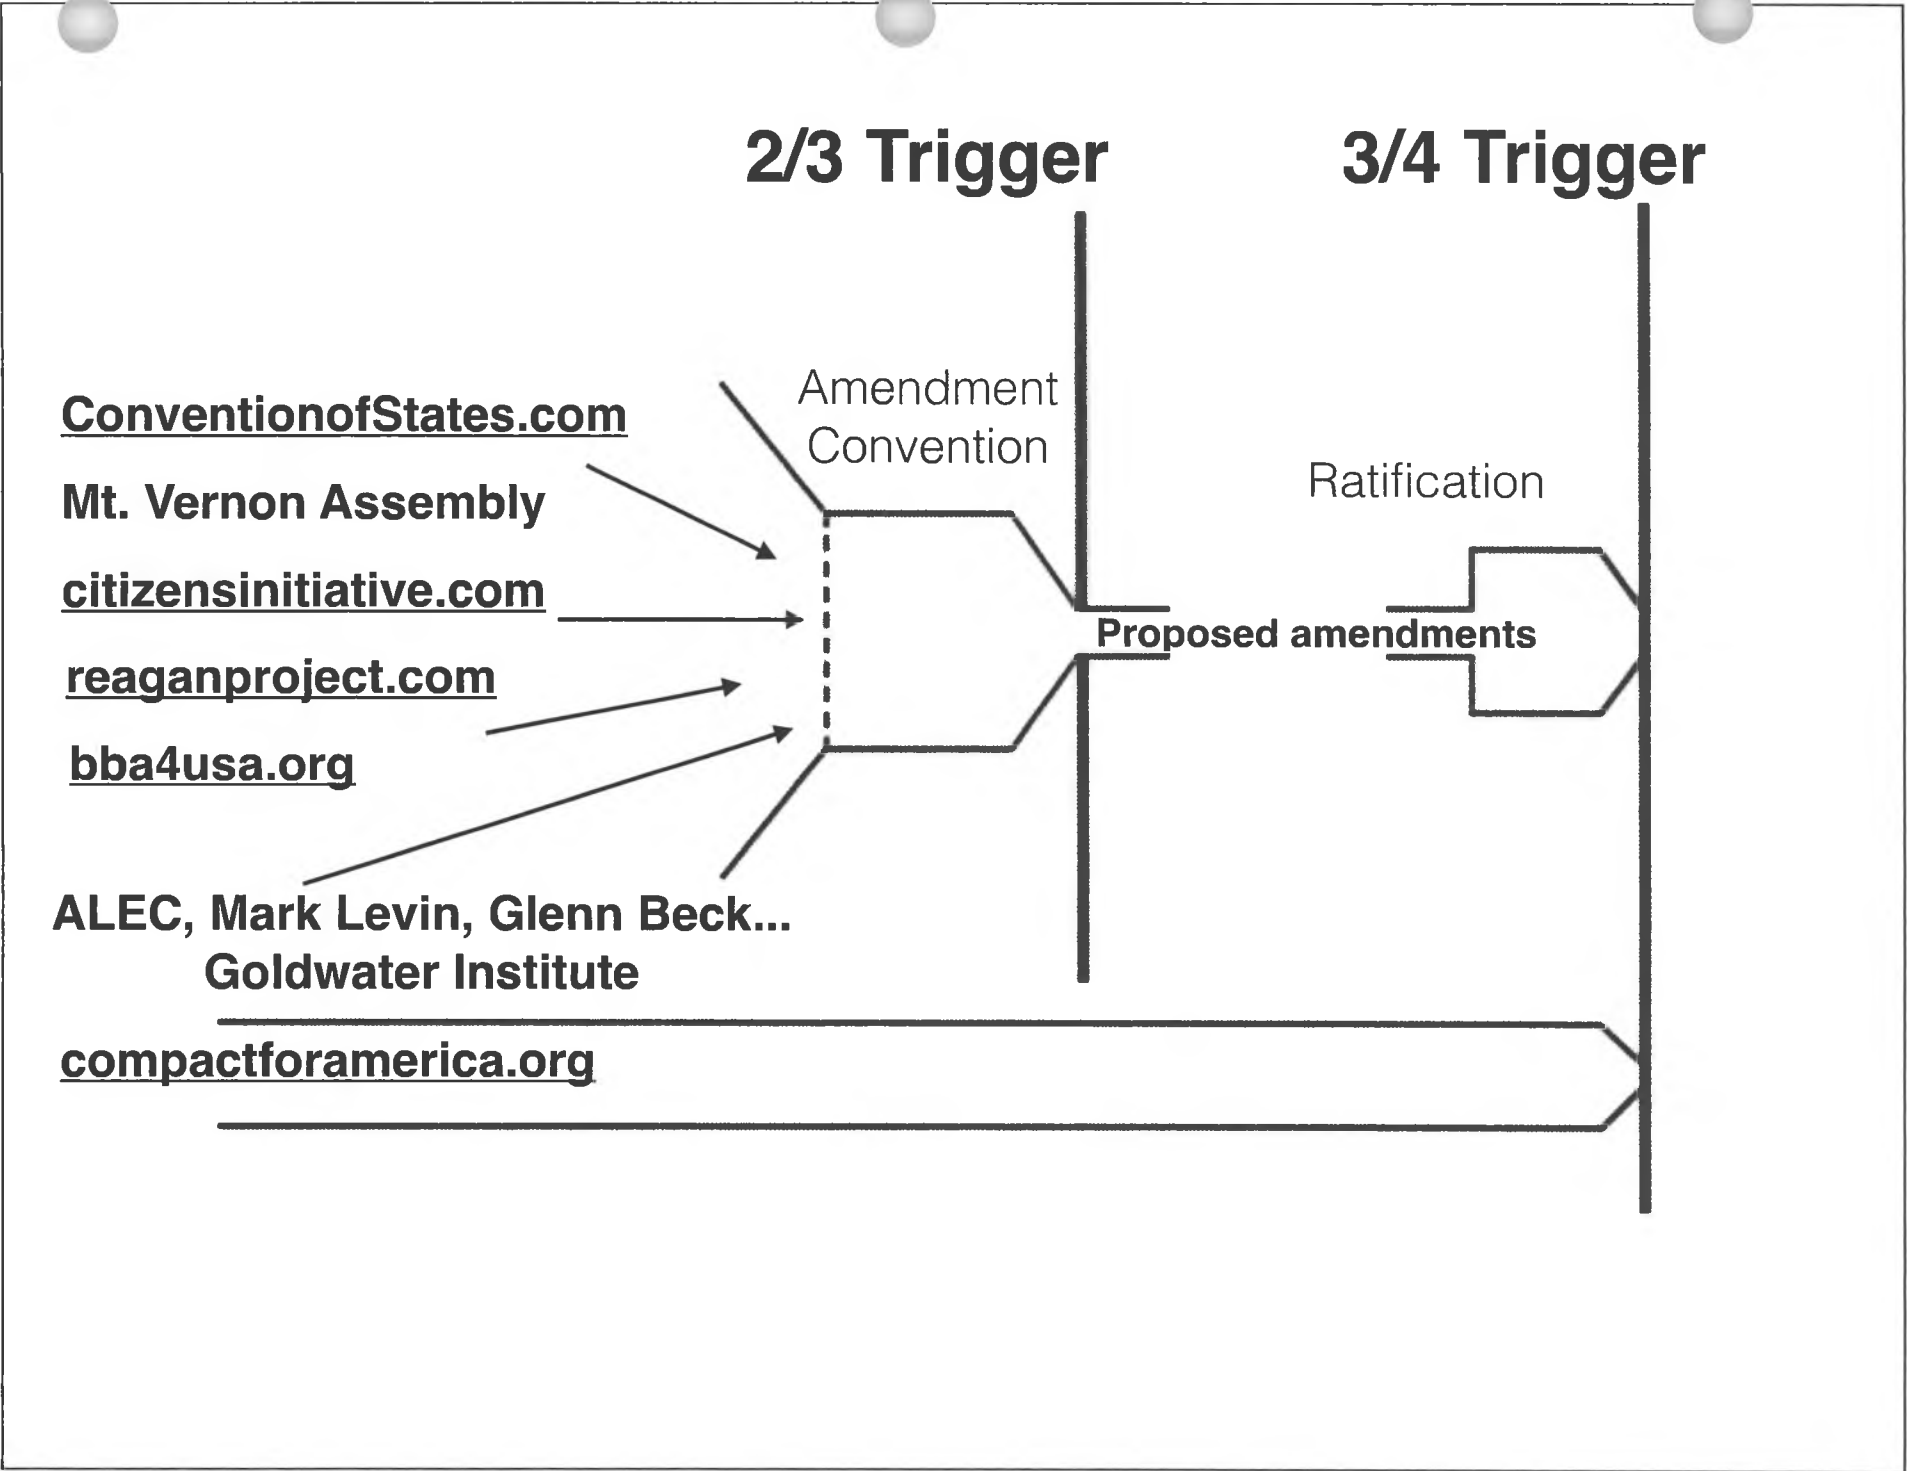 2/3 Trigger
3/4 Trigger
Amendment
Convention
Ratification
ConventionofStates.com
Mt. Vernon Assembly
citizensinitiative.com
reaganproject.com
bba4usa.org
Proposed amendments
ALEC, Mark Levin, Glenn Beck...
Goldwater Institute
compactforamerica.org